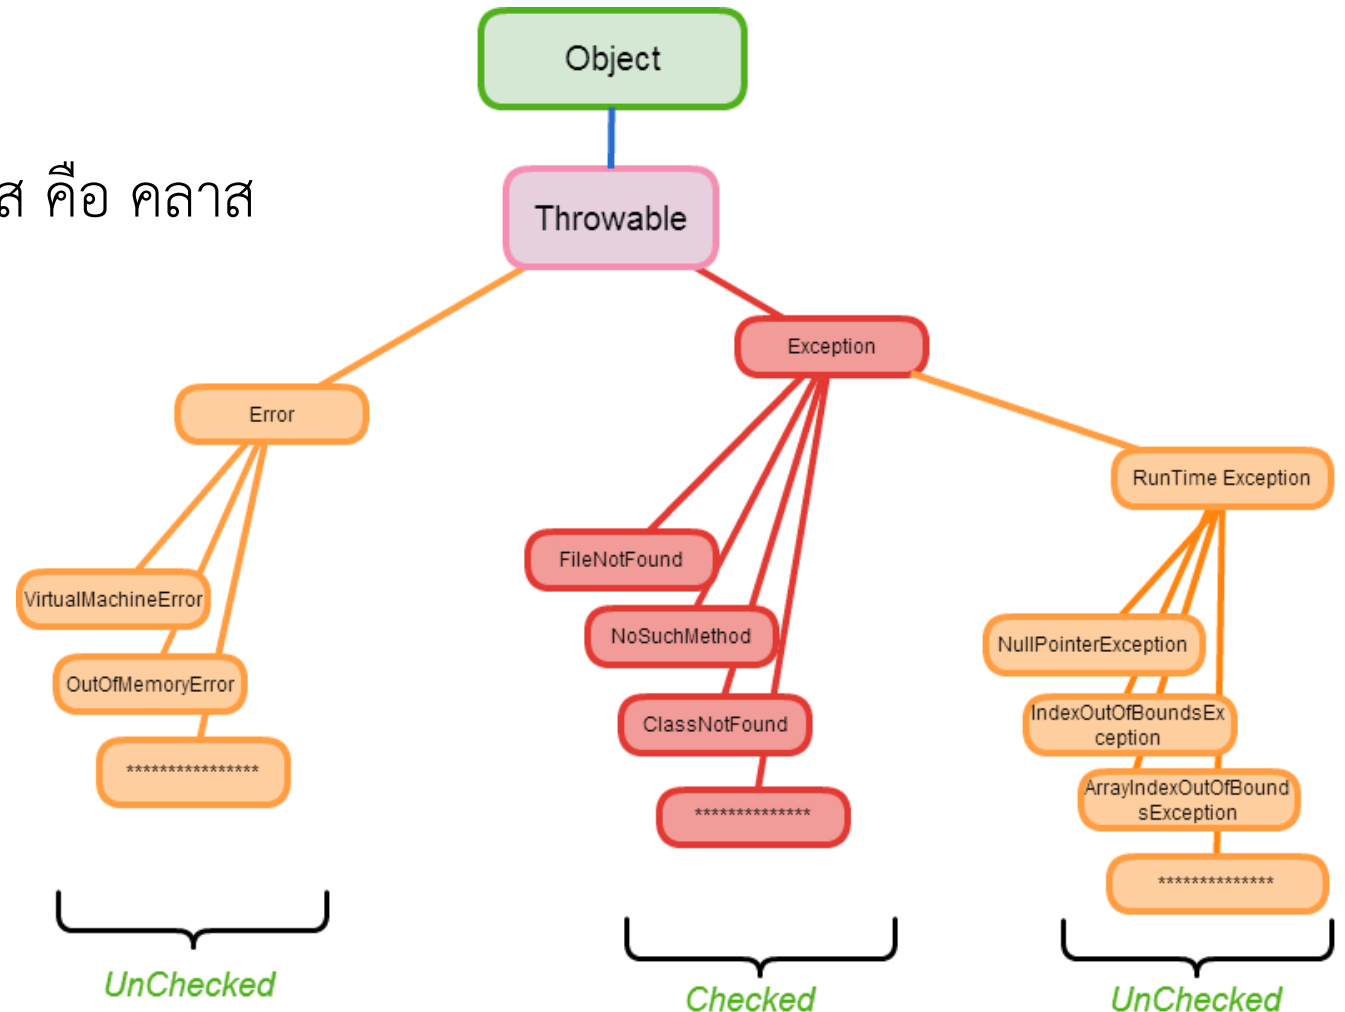 Object
ส คือ คลาส
Throwable
Exception
Error
RunTime Exception
FileNotFound
VirtualMachineError
NoSuchMethod
NullPointerException
OutOfMemoryError
IndexOutOfBoundsEx
ception
ClassNotFound
****************
ArrayIndexOutOfBound
sException
**************
**************
UnChecked
Checked
UnChecked